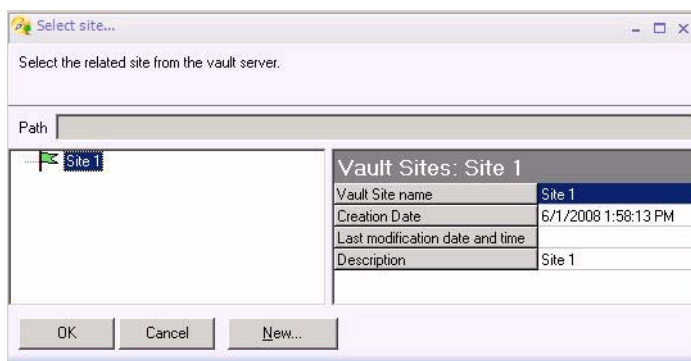 Select site...
Select the related site from the vault server.
Path
Site 1
Vault Sites: Site 1
Vault Site name Site 1
Creation Date 6/1/2008 1:58:13 PM
Last modification date and time
Description Site 1
OK Cancel New...